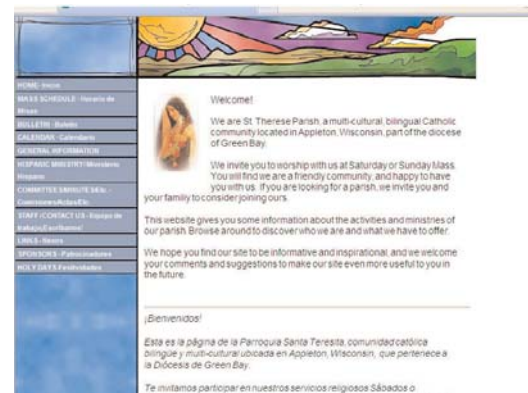 HOME- Inicio
MASS SCHEDULE - Horario de
Misas
BULLETIN - Boletin
CALENDAR - Calendario
GENERAL INFORMATION
HISPANIC MINISTRY/ Ministerio
Hispano
COMMITTEE
STAFF /CONTACT US - Equipo de
LINKS -
SPONSORS - Patrocinadores
HOLY DAYS Festividades
Welcome!
We are St. Therese Parish, a multi-cultural, bilingual Catholic
community located in Appleton, Wisconsin, part of the diocese
of Green Bay.
We invite you to worship with us at Saturday or Sunday Mass.
You will find we are a friendly community, and happy to have
you with us. If you are looking for a parish, we invite you and
your family to consider joining ours.
This website gives you some information about the activities and ministries of
our parish. Browse around to discover who we are and what we have to offer.
We hope you find our site to be informative and inspirational, and we welcome
your comments and suggestions to make our site even more useful to you in
the future.
¡Bienvenidos!
Esta es la página de la Parroquia Santa Teresita, comunidad católica
bilingüe y multi-cultural ubicada en Appleton, Wisconsin, que pertenece a
la Diócesis de Green Bay.
Te invitamos participar en nuestros servicios religiosos Sábados o